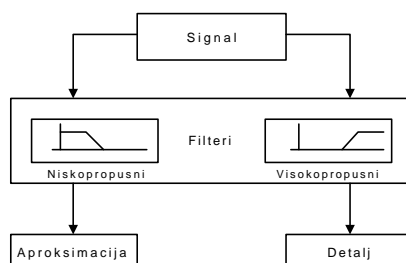 Signal
Filteri
Niskopropusni
Visokopropusni
Aproksimacija
Detalj